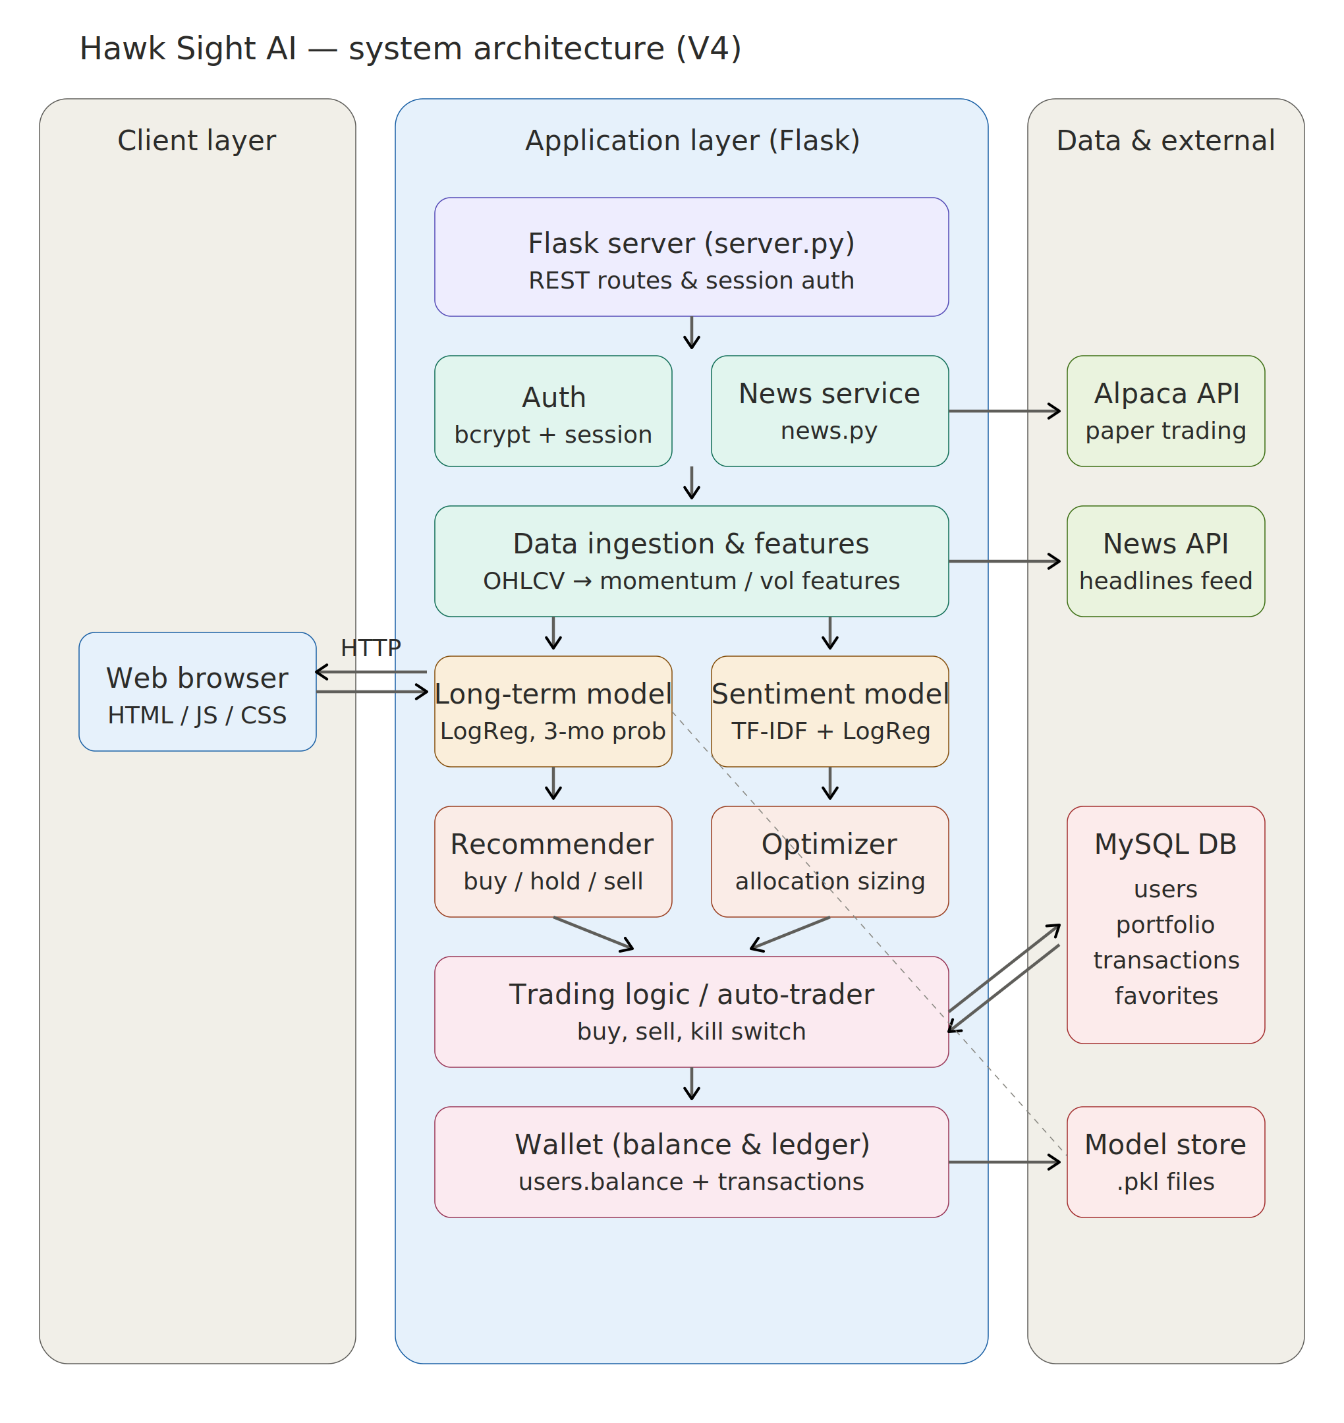 Hawk Sight AI — system architecture (V4)
Client layer
Application layer (Flask)
Data & external
Flask server (server.py)
REST routes & session auth
Auth
bcrypt + session
News service
news.py
Alpaca API
paper trading
Data ingestion & features
OHLCV → momentum / vol features
News API
headlines feed
HTTP
Web browser
HTML / JS / CSS
Long-term model
LogReg, 3-mo prob
Sentiment model
TF-IDF + LogReg
Recommender
buy / hold / sell
Optimizer
allocation sizing
MySQL DB
users
portfolio
transactions
favorites
Trading logic / auto-trader
buy, sell, kill switch
Wallet (balance & ledger)
users.balance + transactions
Model store
.pkl files